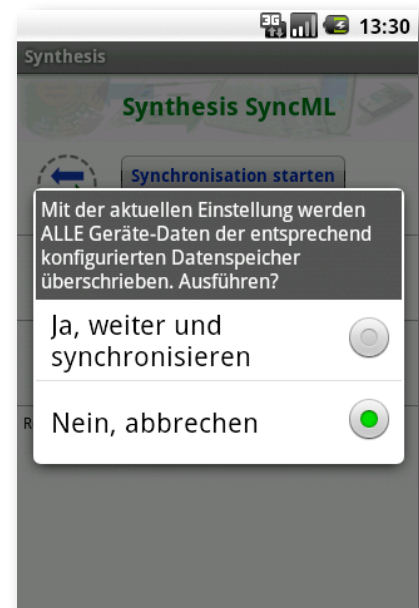 3G 13:30
Synthesis
Synthesis SyncML
Synchronisation starten
Mit der aktuellen Einstellung werden
ALLE Geräte-Daten der entsprechend
konfigurierten Datenspeicher
überschrieben. Ausführen?
Ja, weiter und
synchronisieren
Nein, abbrechen
R